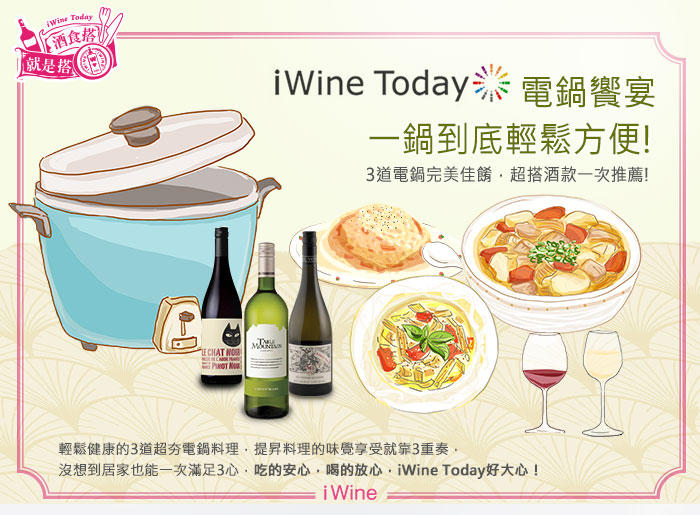 iWine Today
酒食搭
就是搭
iWine Today 電鍋饗宴
一鍋到底輕鬆方便!
3道電鍋完美佳餚，超搭酒款一次推薦!
LE CHAT NOIR
PINOT NOIR
TABLE
MOUNTAIN
輕鬆健康的3道超夯電鍋料理，提昇料理的味覺享受就靠3重奏，
沒想到居家也能一次滿足3心，吃的安心，喝的放心，iWine Today好大心！
iWine